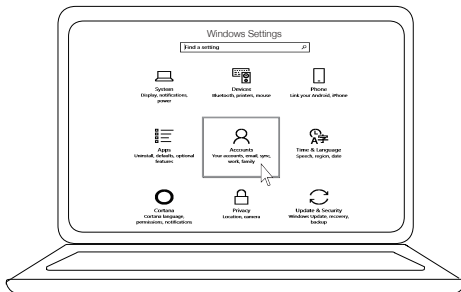 Windows Settings
Find a setting
System
Display, notifications,
power
Devices
Bluetooth, printers, mouse
Phone
Link your Android, iPhone
Apps
Uninstall, defaults, optional
features
Accounts
Your accounts, email, sync,
work, family
Time & Language
Speech, region, date
Cortana
Cortana language,
permissions, notifications
Privacy
Location, camera
Update & Security
Windows Update, recovery,
backup